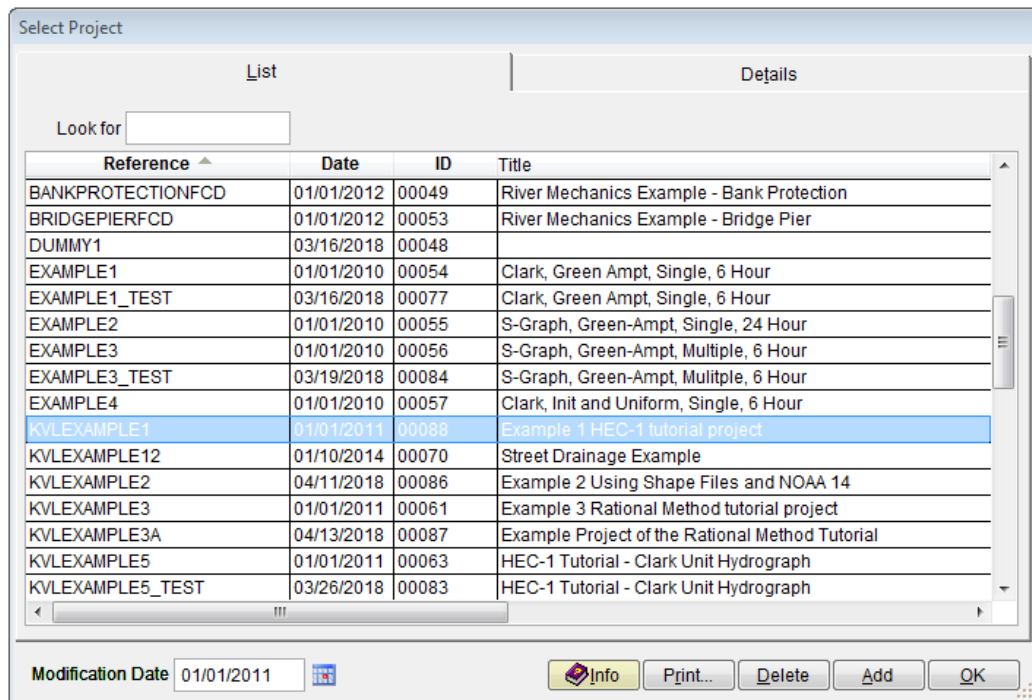 Select Project
List Details
Look for
Reference Date ID Title
BANKPROTECTIONFCD 01/01/2012 00049 River Mechanics Example - Bank Protection
BRIDGEPIERFCD 01/01/2012 00053 River Mechanics Example - Bridge Pier
DUMMY1 03/16/2018 00048
EXAMPLE1 01/01/2010 00054 Clark, Green Ampt, Single, 6 Hour
EXAMPLE1_TEST 03/16/2018 00077 Clark, Green Ampt, Single, 6 Hour
EXAMPLE2 01/01/2010 00055 S-Graph, Green-Ampt, Single, 24 Hour
EXAMPLE3 01/01/2010 00056 S-Graph, Green-Ampt, Multiple, 6 Hour
EXAMPLE3_TEST 03/19/2018 00084 S-Graph, Green-Ampt, Mulitple, 6 Hour
EXAMPLE4 01/01/2010 00057 Clark, Init and Uniform, Single, 6 Hour
KVLEXAMPLE1 01/01/2011 00088 Example 1 HEC-1 tutorial project
KVLEXAMPLE12 01/10/2014 00070 Street Drainage Example
KVLEXAMPLE2 04/11/2018 00086 Example 2 Using Shape Files and NOAA 14
KVLEXAMPLE3 01/01/2011 00061 Example 3 Rational Method tutorial project
KVLEXAMPLE3A 04/13/2018 00087 Example Project of the Rational Method Tutorial
KVLEXAMPLE5 01/01/2011 00063 HEC-1 Tutorial - Clark Unit Hydrograph
KVLEXAMPLE5_TEST 03/26/2018 00083 HEC-1 Tutorial - Clark Unit Hydrograph
Modification Date 01/01/2011 Info Print... Delete Add OK